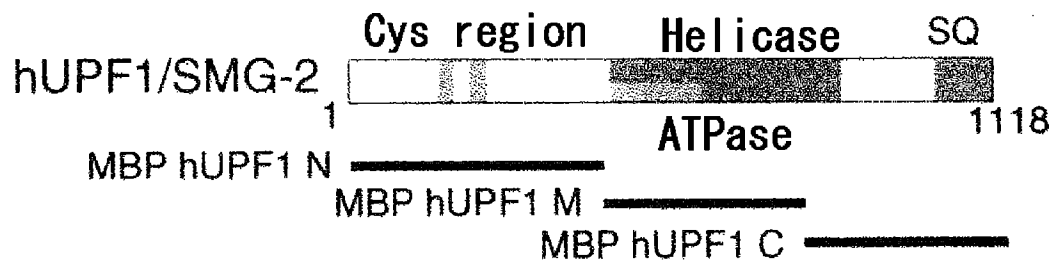 Cys region Helicase SQ
hUPF1/SMG-2
1 1118
ATPase
MBP hUPF1 N
MBP hUPF1 M
MBP hUPF1 C